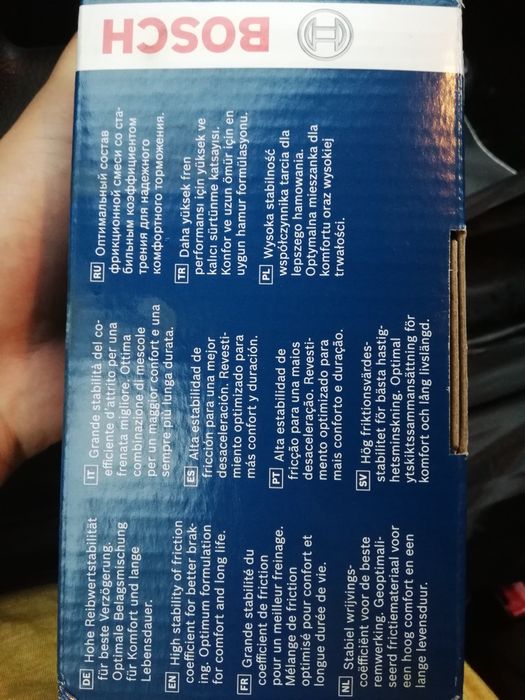 BOSCH
DE Hohe Reibwertstabilität
für beste Verzögerung.
Optimale Belagsmischung
für Komfort und lange
Lebensdauer.
EN High stability of friction
coefficient for better brak-
ing. Optimum formulation
for comfort and long life.
FR Grande stabilité du
coefficient de friction
pour un meilleur freinage.
Mélange de friction
optimisé pour confort et
longue durée de vie.
NL Stabiel wrijvings-
coëfficiënt voor de beste
remwerking. Geoptimali-
seerd frictiemateriaal voor
een hoog comfort en een
lange levensduur.
IT Grande stabilità del co-
efficiente d'attrito per una
frenata migliore. Ottima
combinazione di mescole
per un maggior confort e una
sempre più lunga durata.
ES Alta estabilidad de
fricción para una mejor
desaceleración. Revesti-
miento optimizado para
más confort y duración.
PT Alta estabilidad de
fricção para uma maios
desaceleração. Revesti-
mento optimizado para
mais conforto e duração.
SV Hög friktionsvärdes-
stabilitet för bästa hastig-
hetsminskning. Optimal
ytskiktssammansättning för
komfort och lång livslängd.
RU Оптимальный состав
фрикционной смеси со ста-
бильным коэффициентом
трения для надежного
комфортного торможения.
TR Daha yüksek fren
performansı için yüksek ve
kalıcı sürtünme katsayısı.
Konfor ve uzun ömür için en
uygun hamur formülasyonu.
PL Wysoka stabilność
współczynnika tarcia dla
lepszego hamowania.
Optymalna mieszanka dla
komfortu oraz wysokiej
trwałości.